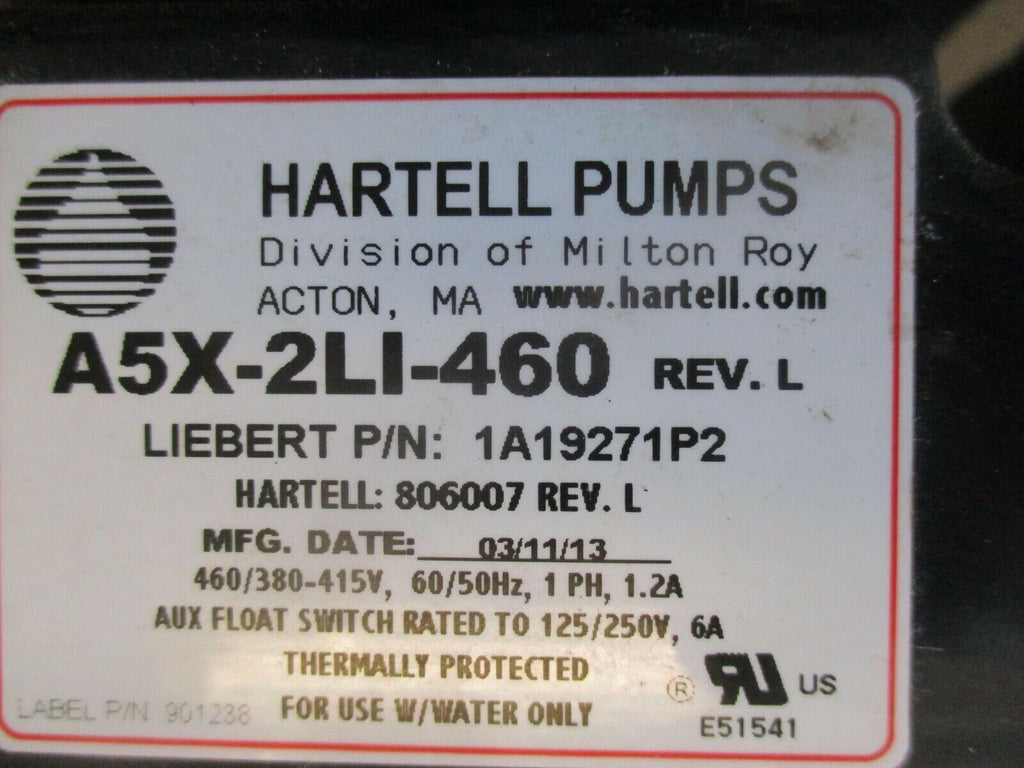 HARTELL PUMPS
Division of Milton Roy
ACTON, MA www.hartell.com
A5X-2LI-460 REV. L
LIEBERT P/N: 1A19271P2
HARTELL: 806007 REV. L
MFG. DATE: 03/11/13
460/380-415V, 60/50Hz, 1 PH, 1.2A
AUX FLOAT SWITCH RATED TO 125/250V, 6A
THERMALLY PROTECTED
® RU US
LABEL P/N 901238 FOR USE W/WATER ONLY
E51541